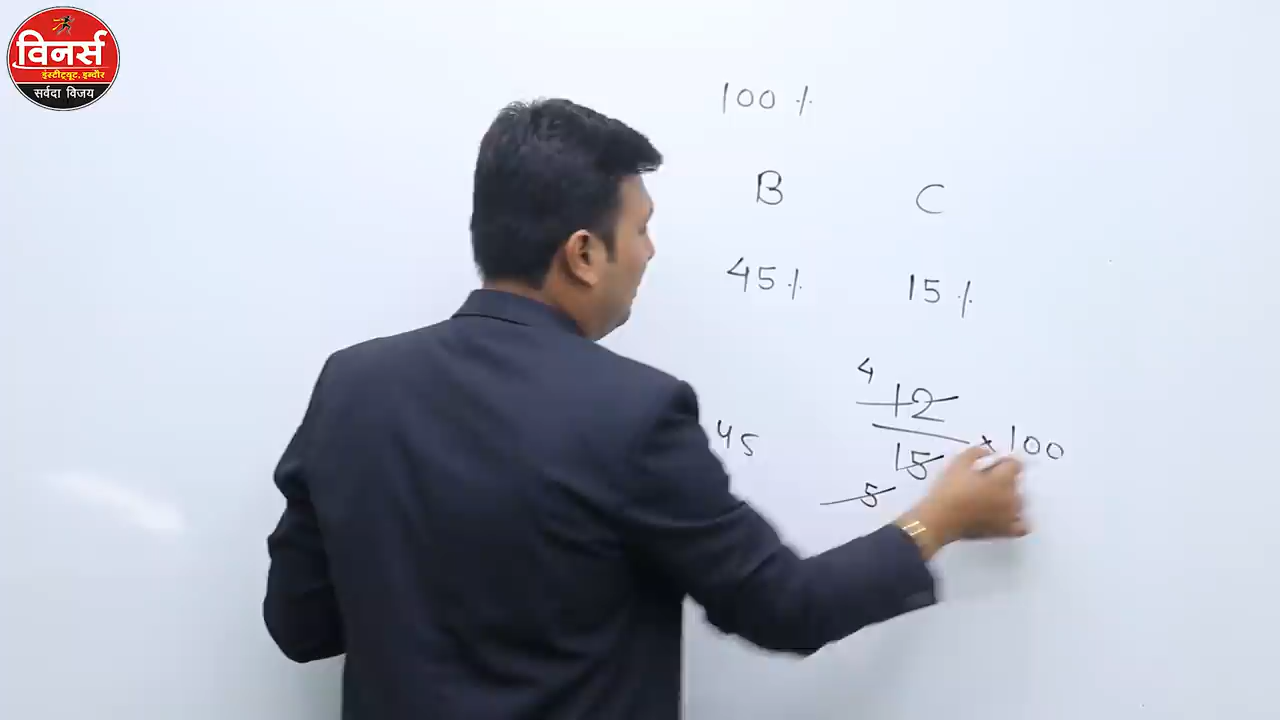 विनर्स
इंस्टीट्यूट, इन्दौर
सर्वदा विजय
100 %
B C
45 % 15 %
4
12
45 × 100
15
5